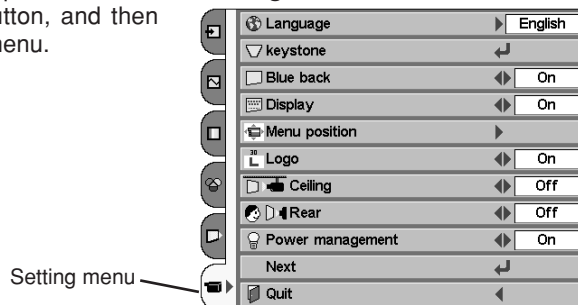 utton, and then
nenu.
Language English
keystone
Blue back On
Display On
Menu position
Logo On
Ceiling Off
Rear Off
Power management On
Next
Quit
Setting menu